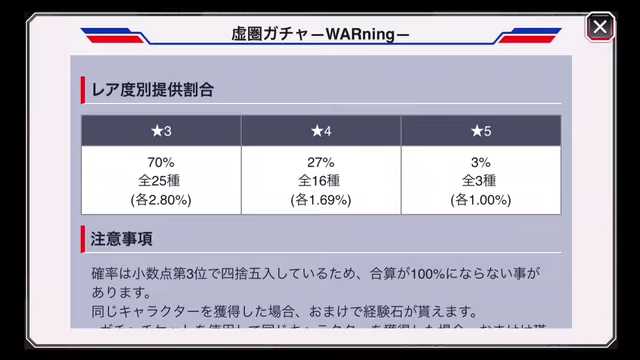 虚圏ガチャ―WARning―
レア度別提供割合
★3 ★4 ★5
70% 27% 3%
全25種 全16種 全3種
(各2.80%) (各1.69%) (各1.00%)
注意事項
確率は小数点第3位で四捨五入しているため、合算が100%にならない事が
あります。
同じキャラクターを獲得した場合、おまけで経験石が貰えます。